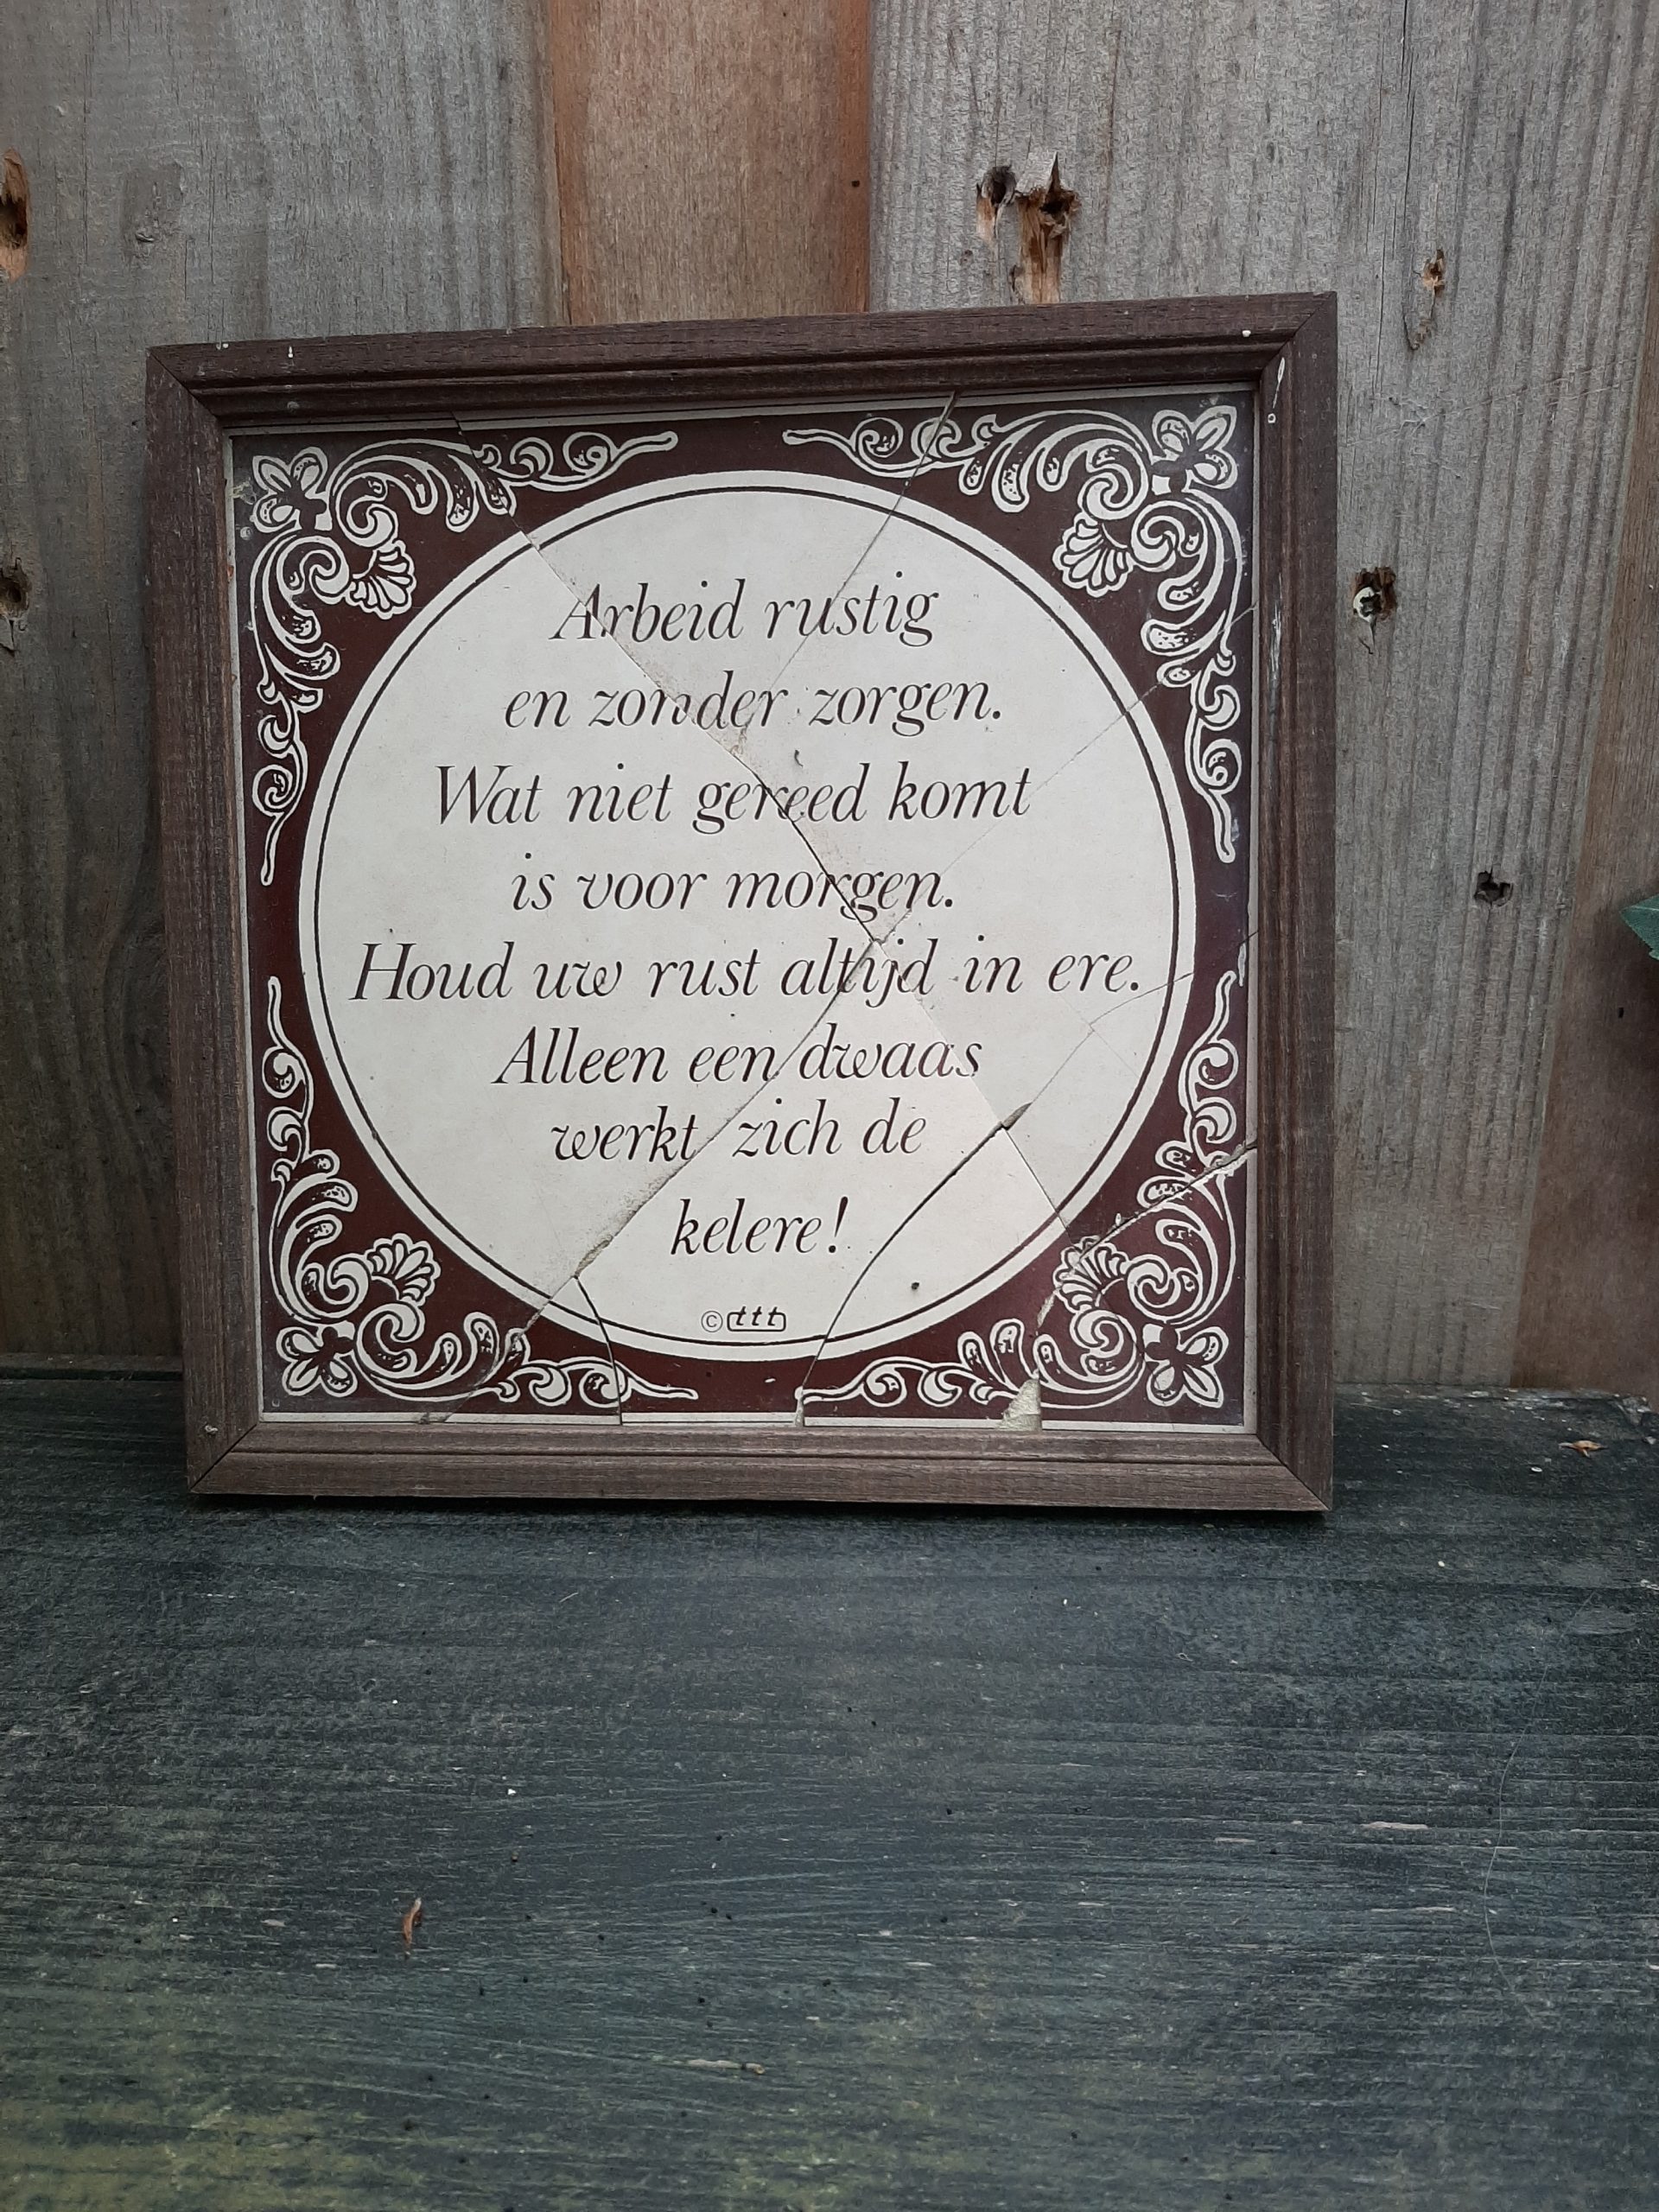 Arbeid rustig
en zonder zorgen.
Wat niet gereed komt
is voor morgen.
Houd uw rust altijd in ere.
Alleen een dwaas
werkt zich de
kelere!
© ttt